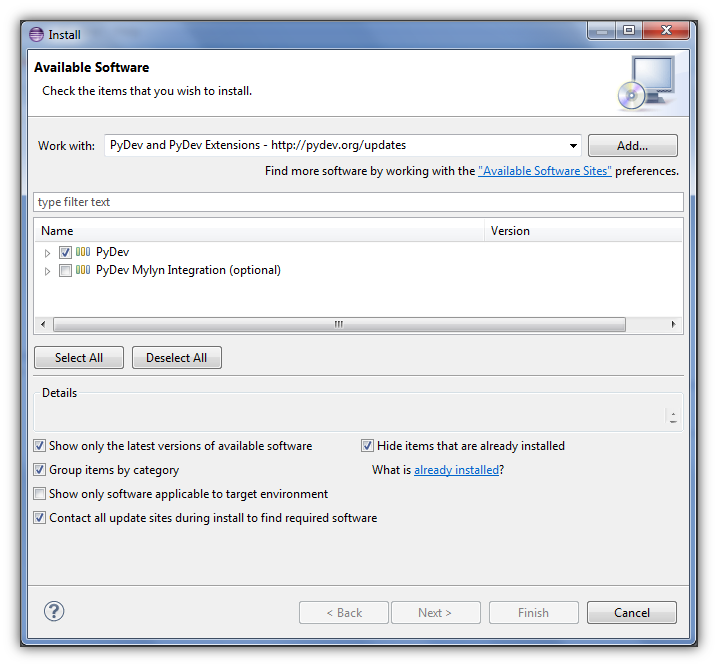 Install
Available Software
Check the items that you wish to install.
Work with: PyDev and PyDev Extensions - http://pydev.org/updates Add...
Find more software by working with the "Available Software Sites" preferences.
type filter text
Name Version
PyDev
PyDev Mylyn Integration (optional)
Select All Deselect All
Details
Show only the latest versions of available software Hide items that are already installed
Group items by category What is already installed?
Show only software applicable to target environment
Contact all update sites during install to find required software
? < Back Next > Finish Cancel